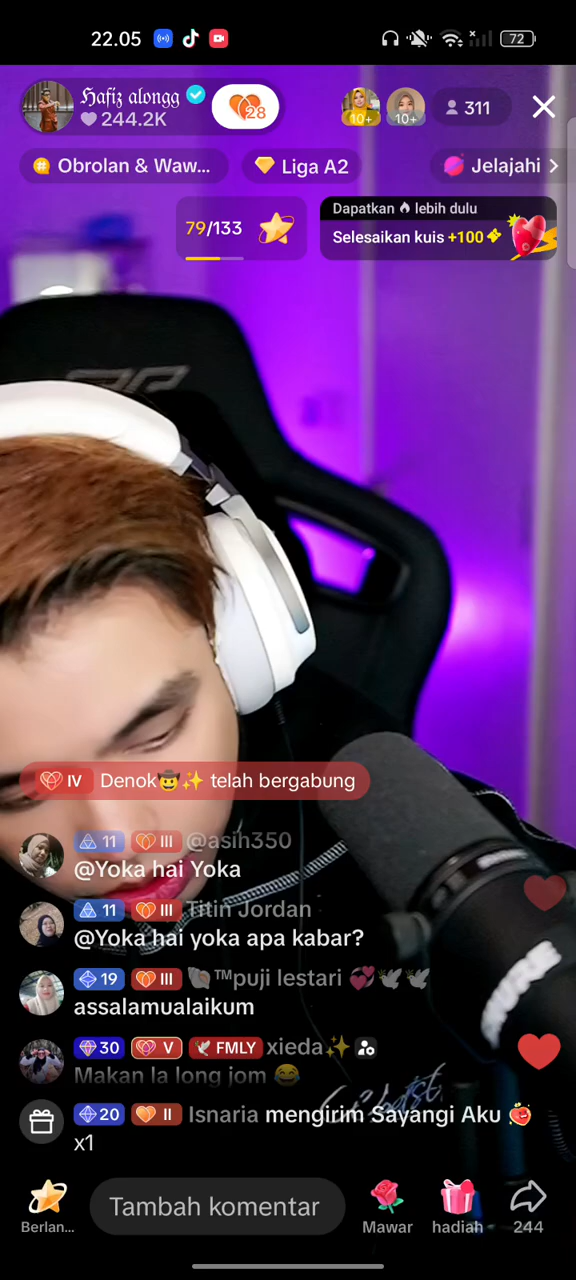 22.05
72
Hafiz alongg
244.2K
28
10+
10+
311
Obrolan & Waw...
Liga A2
Jelajahi
79/133
Dapatkan lebih dulu
Selesaikan kuis +100
IV Denok🤠✨ telah bergabung
11 III @asih350
@Yoka hai Yoka
11 III Titin Jordan
@Yoka hai yoka apa kabar?
19 III 🐚™puji lestari 💞🕊🕊
assalamualaikum
30 V FMLY xieda✨
Makan la long jom 😂
20 II Isnaria mengirim Sayangi Aku
x1
Berlan...
Tambah komentar
Mawar
hadiah
244